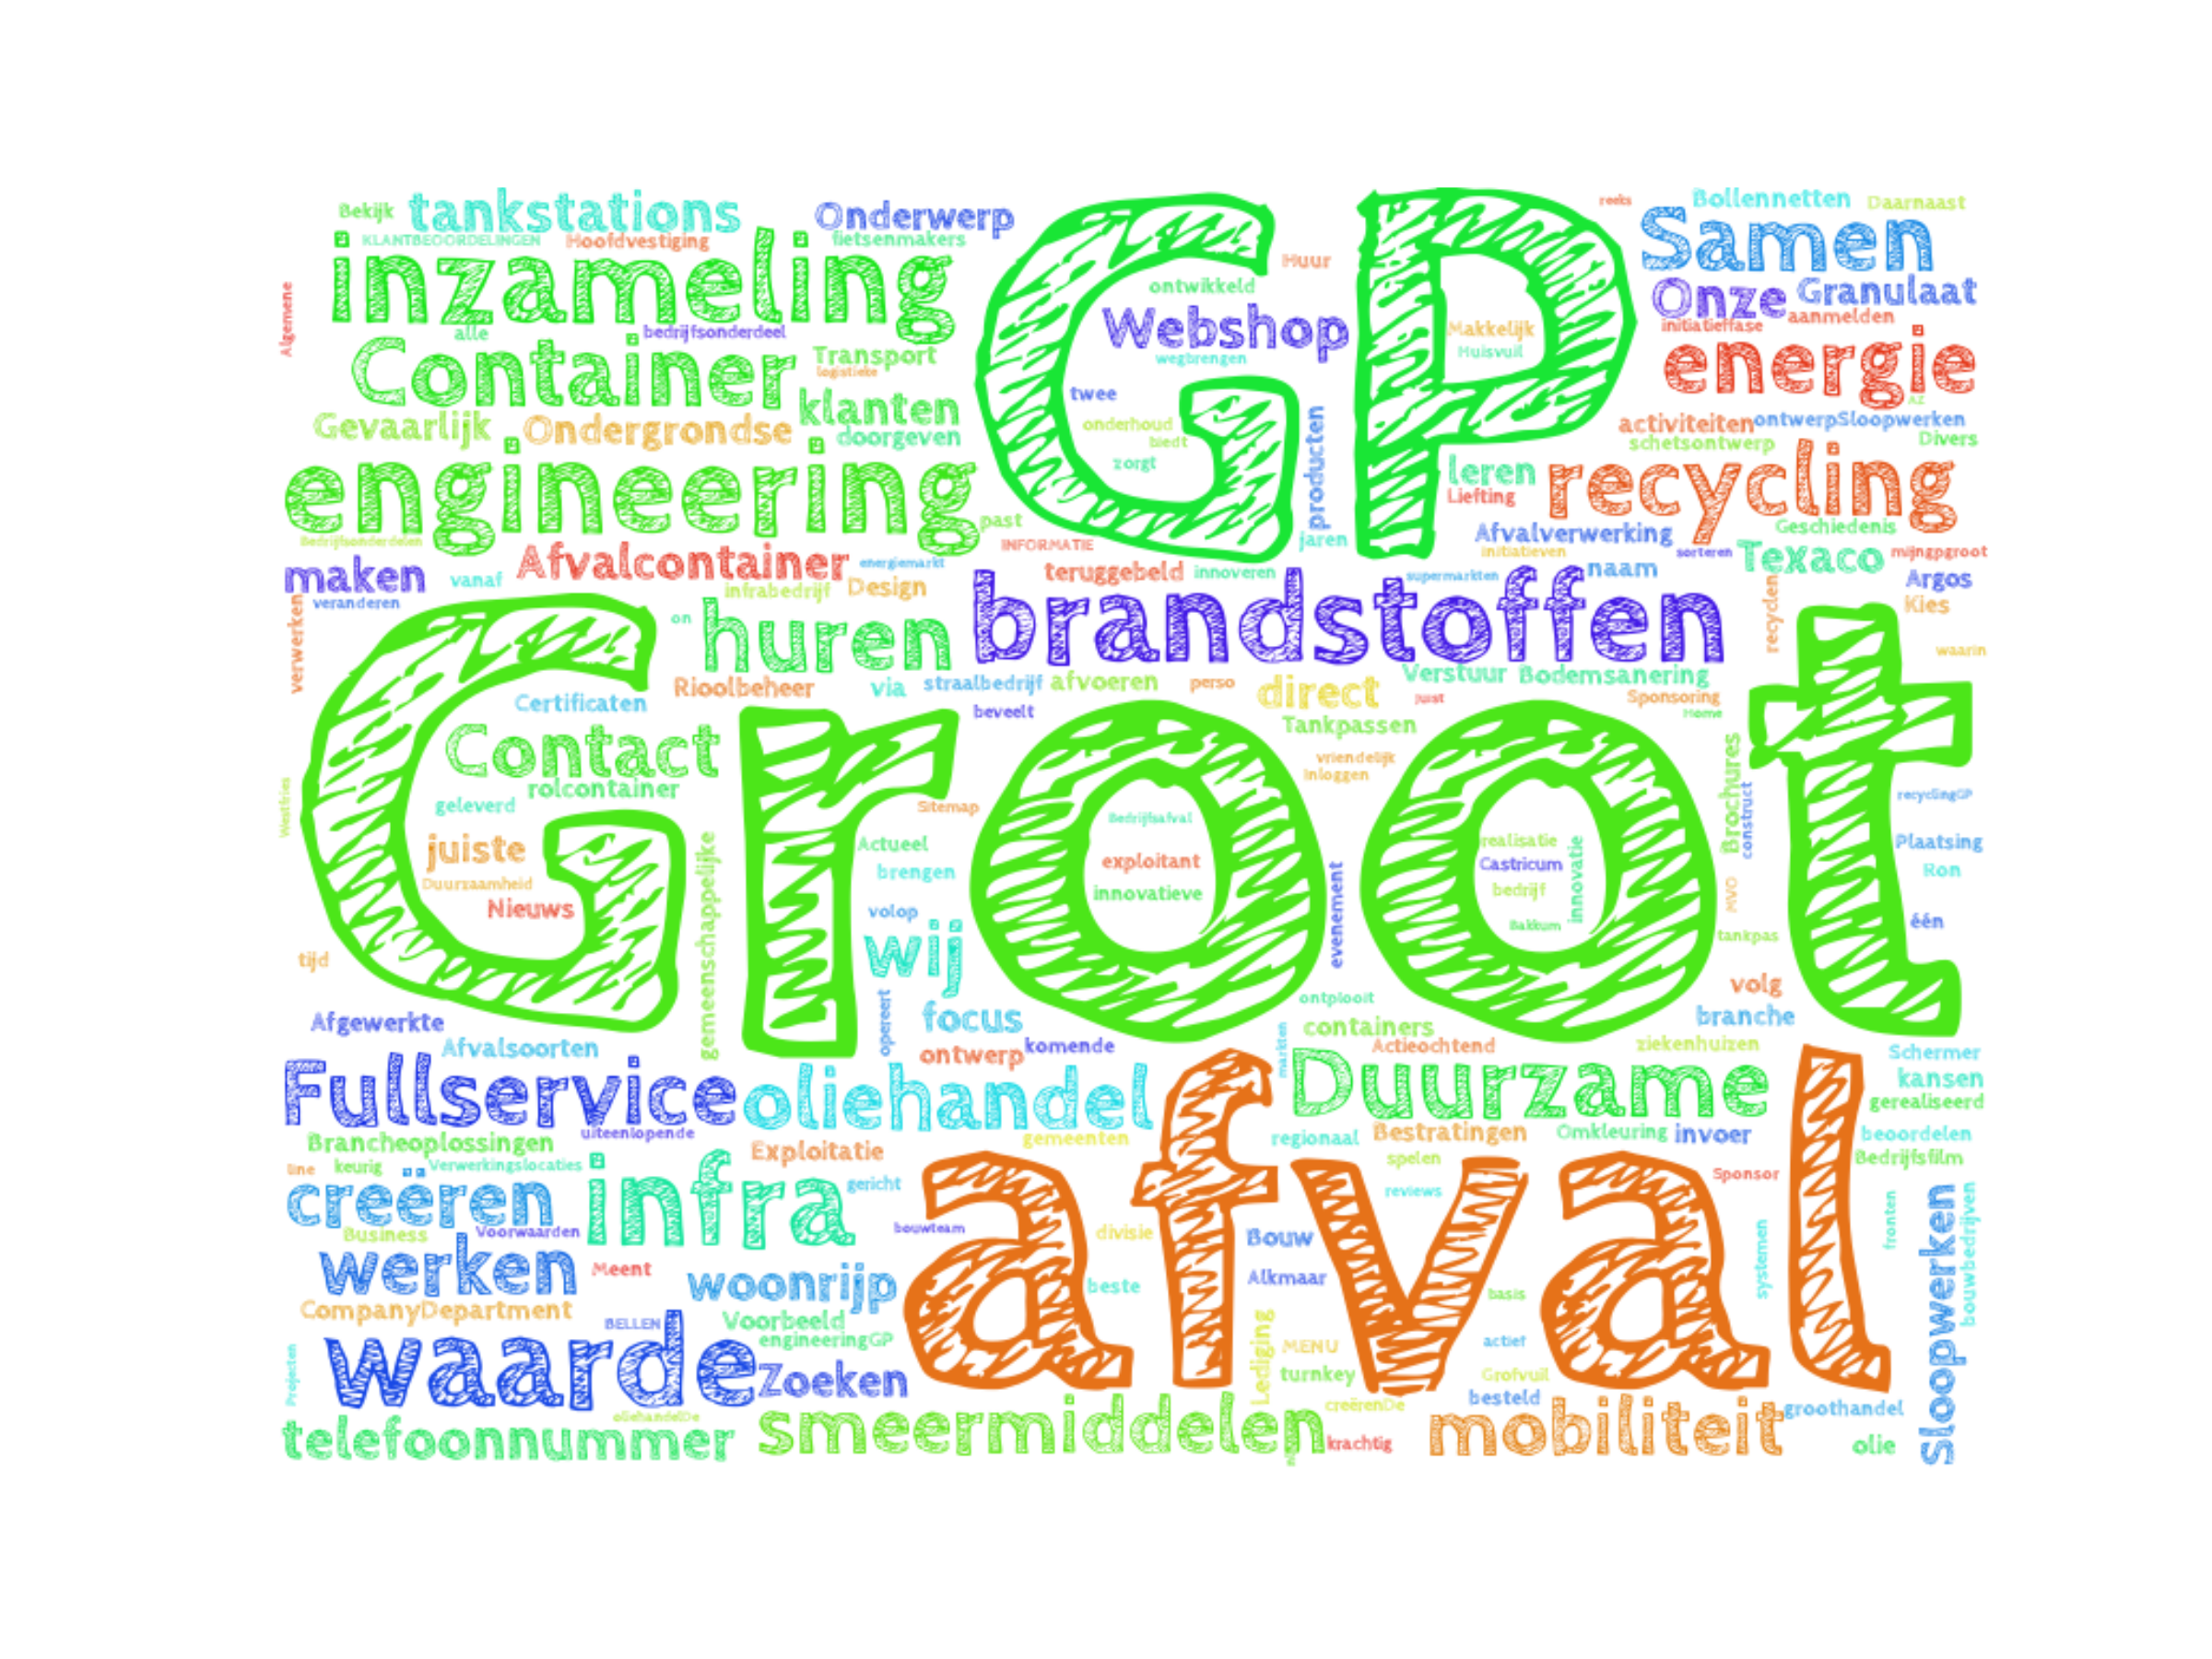 Bekijk tankstations Onderwerp
KLANTBEOORDELINGEN Hoofdvestiging fietsenmakers
inzameling
Algemene
alle bedrijfsonderdeel
Container Transport
logistieke
klanten
Gevaarlijk Ondergrondse doorgeven
engineering
Bedrijfsonderdelen
GP
Huur
ontwikkeld
Webshop
wegbrengen
twee
onderhoud
biedt
zorgt
producten
jaren
past
INFORMATIE
Makkelijk
Huisvuil
reeks Bollennetten Daarnaast
Samen
Onze Granulaat
initiatieffase aanmelden
energie
AZ
activiteiten ontwerpSloopwerken
schetsontwerp Divers
leren recycling
Liefting
Afvalverwerking Geschiedenis
initiatieven sorteren Texaco mijngpgroot
maken vanaf Afvalcontainer energiemarkt
veranderen infrabedrijf Design
teruggebeld innoveren supermarkten naam
Argos
Kies
recyclen
waarin
verwerken
on huren brandstoffen
Rioolbeheer via straalbedrijf afvoeren perso direct Verstuur Bodemsanering
beveelt juist Sponsoring
Tankpassen Home
vriendelijk
Inloggen
Groot
Certificaten
Contact
rolcontainer
geleverd
juiste
Duurzaamheid
Nieuws
Westfries
tijd
gemeenschappelijke
Sitemap
Actueel
brengen
volop
wij
opereert
focus
ontwerp komende
Bedrijfsafval
exploitant
innovatieve
evenement
realisatie
Castricum
bedrijf
Bakkum
innovatie
Brochures
construct
MVO
tankpas
volg
branche
recyclingGP
Plaatsing
Ron
één
ontplooit
containers
Actieochtend ziekenhuizen
markten
Afgewerkte
Afvalsoorten
Fullservice oliehandel
Duurzame
Schermer
kansen
gerealiseerd
Brancheoplossingen uiteenlopende Exploitatie gemeenten
regionaal Bestratingen Omkleuring invoer beoordelen
line keurig Verwerkingslocaties
spelen Sponsor Bedrijfsfilm
creëren infra gericht
reviews
Business Voorwaarden bouwteam
afval
divisie
Bouw
werken Meent woonrijp
beste
Alkmaar
basis
systemen
fronten
sloopwerken
bouwbedrijven
CompanyDepartment BELLEN Voorbeeld
engineeringGP
Lediging
MENU actief
waarde Zoeken
turnkey Grofvuil
Projecten
oliehandelDe
creërenDe besteld
telefoonnummer smeermiddelen krachtig mobiliteit groothandel
olie